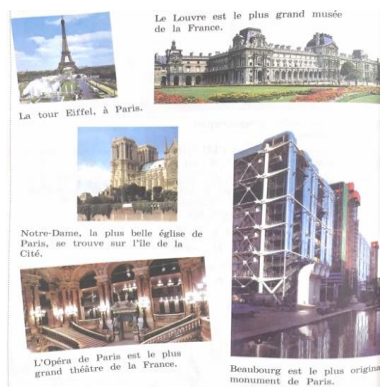 Le Louvre est le plus grand musée
de la France.
La tour Eiffel, à Paris.
Notre-Dame, la plus belle église de
Paris, se trouve sur l'île de la
Cité.
L'Opéra de Paris est le plus
grand théâtre de la France.
Beaubourg est le plus origina
monument de Paris.